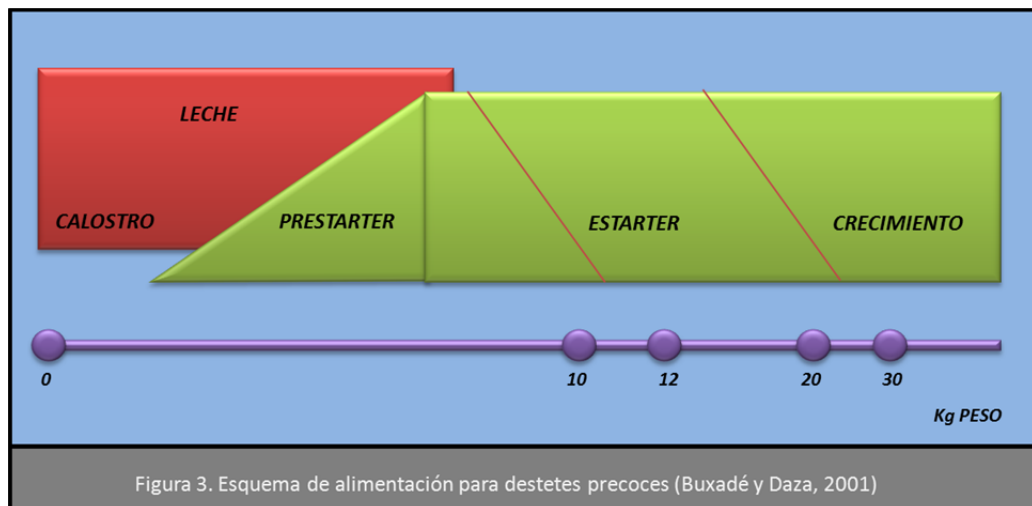 LECHE
CALOSTRO
PRESTARTER
ESTARTER
CRECIMIENTO
0
10
12
20
30
Kg PESO
Figura 3. Esquema de alimentación para destetes precoces (Buxadé y Daza, 2001)